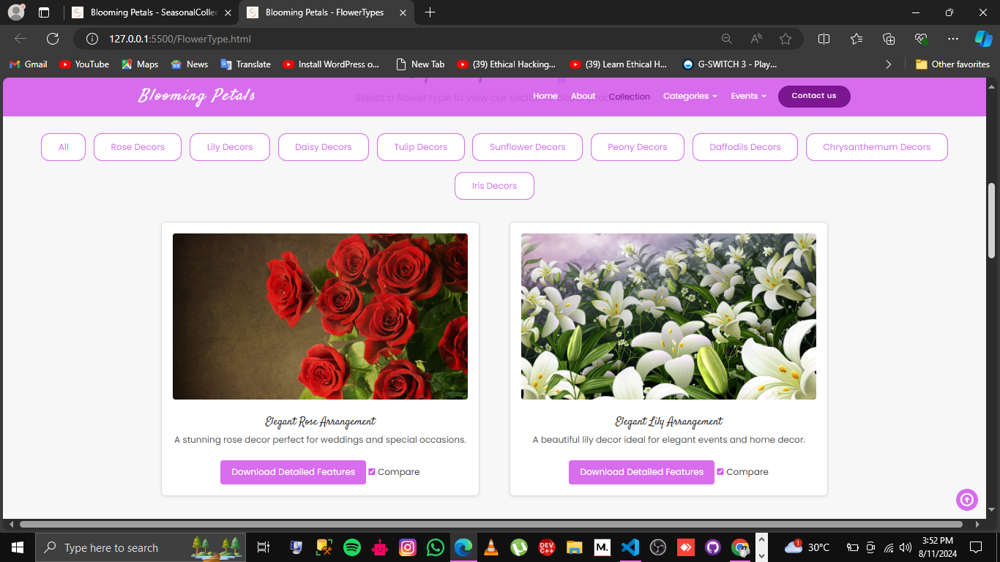 Blooming Petals - SeasonalCollec
Blooming Petals - FlowerTypes
127.0.0.1:5500/FlowerType.html
Gmail
YouTube
Maps
News
Translate
Install WordPress o...
New Tab
(39) Ethical Hacking...
(39) Learn Ethical H...
G-SWITCH 3 - Play...
Other favorites
Blooming Petals
Select a flower type to view our exclu
Home
About
Collection
Categories
Events
Contact us
All
Rose Decors
Lily Decors
Daisy Decors
Tulip Decors
Sunflower Decors
Peony Decors
Daffodils Decors
Chrysanthemum Decors
Iris Decors
Elegant Rose Arrangement
A stunning rose decor perfect for weddings and special occasions.
Download Detailed Features
Compare
Elegant Lily Arrangement
A beautiful lily decor ideal for elegant events and home decor.
Download Detailed Features
Compare
Type here to search
DEV C++
M.
1
30°C
3:52 PM
8/11/2024